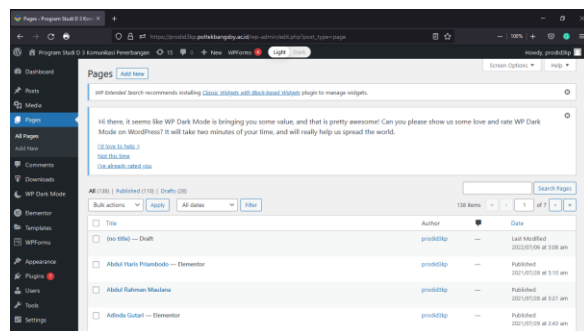 Pages ‹ Program Studi D 3 Kom
https://prodid3kp.poltekbangsby.ac.id/wp-admin/edit.php?post_type=page
100%
Program Studi D 3 Komunikasi Penerbangan
15
0
New
WPForms
Light
Dark
Howdy, prodid3kp
Screen Options
Help
Dashboard
Posts
Media
Pages
All Pages
Add New
Comments
Downloads
WP Dark Mode
Elementor
Templates
WPForms
Appearance
Plugins
Users
Tools
Settings
Pages
Add New
WP Extended Search recommends installing Classic Widgets with Block-based Widgets plugin to manage widgets.
Hi there, it seems like WP Dark Mode is bringing you some value, and that is pretty awesome! Can you please show us some love and rate WP Dark
Mode on WordPress? It will take two minutes of your time, and will really help us spread the world.
I'd love to help :)
Not this time
I've already rated you
All (138) | Published (110) | Drafts (28)
Search Pages
Bulk actions
Apply
All dates
Filter
138 items
1
of 7
Title
Author
Date
(no title) — Draft
prodid3kp
—
Last Modified
2022/07/06 at 3:08 am
Abdul Haris Priambodo — Elementor
prodid3kp
—
Published
2021/07/28 at 5:10 am
Abdul Rahman Maulana
prodid3kp
—
Published
2021/07/28 at 5:21 am
Adinda Gutari — Elementor
prodid3kp
—
Published
2021/07/28 at 2:40 am